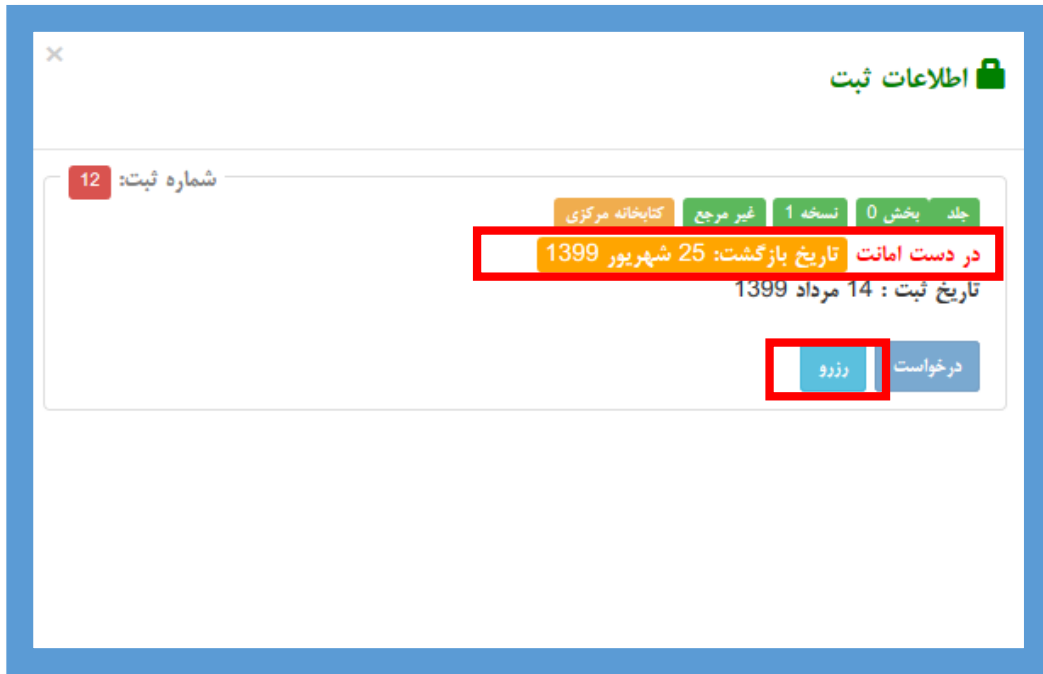 ×
اطلاعات ثبت
شماره ثبت: 12
جلد بخش 0 نسخه 1 غیر مرجع کتابخانه مرکزی
در دست امانت تاریخ بازگشت: 25 شهریور 1399
تاریخ ثبت : 14 مرداد 1399
درخواست رزرو